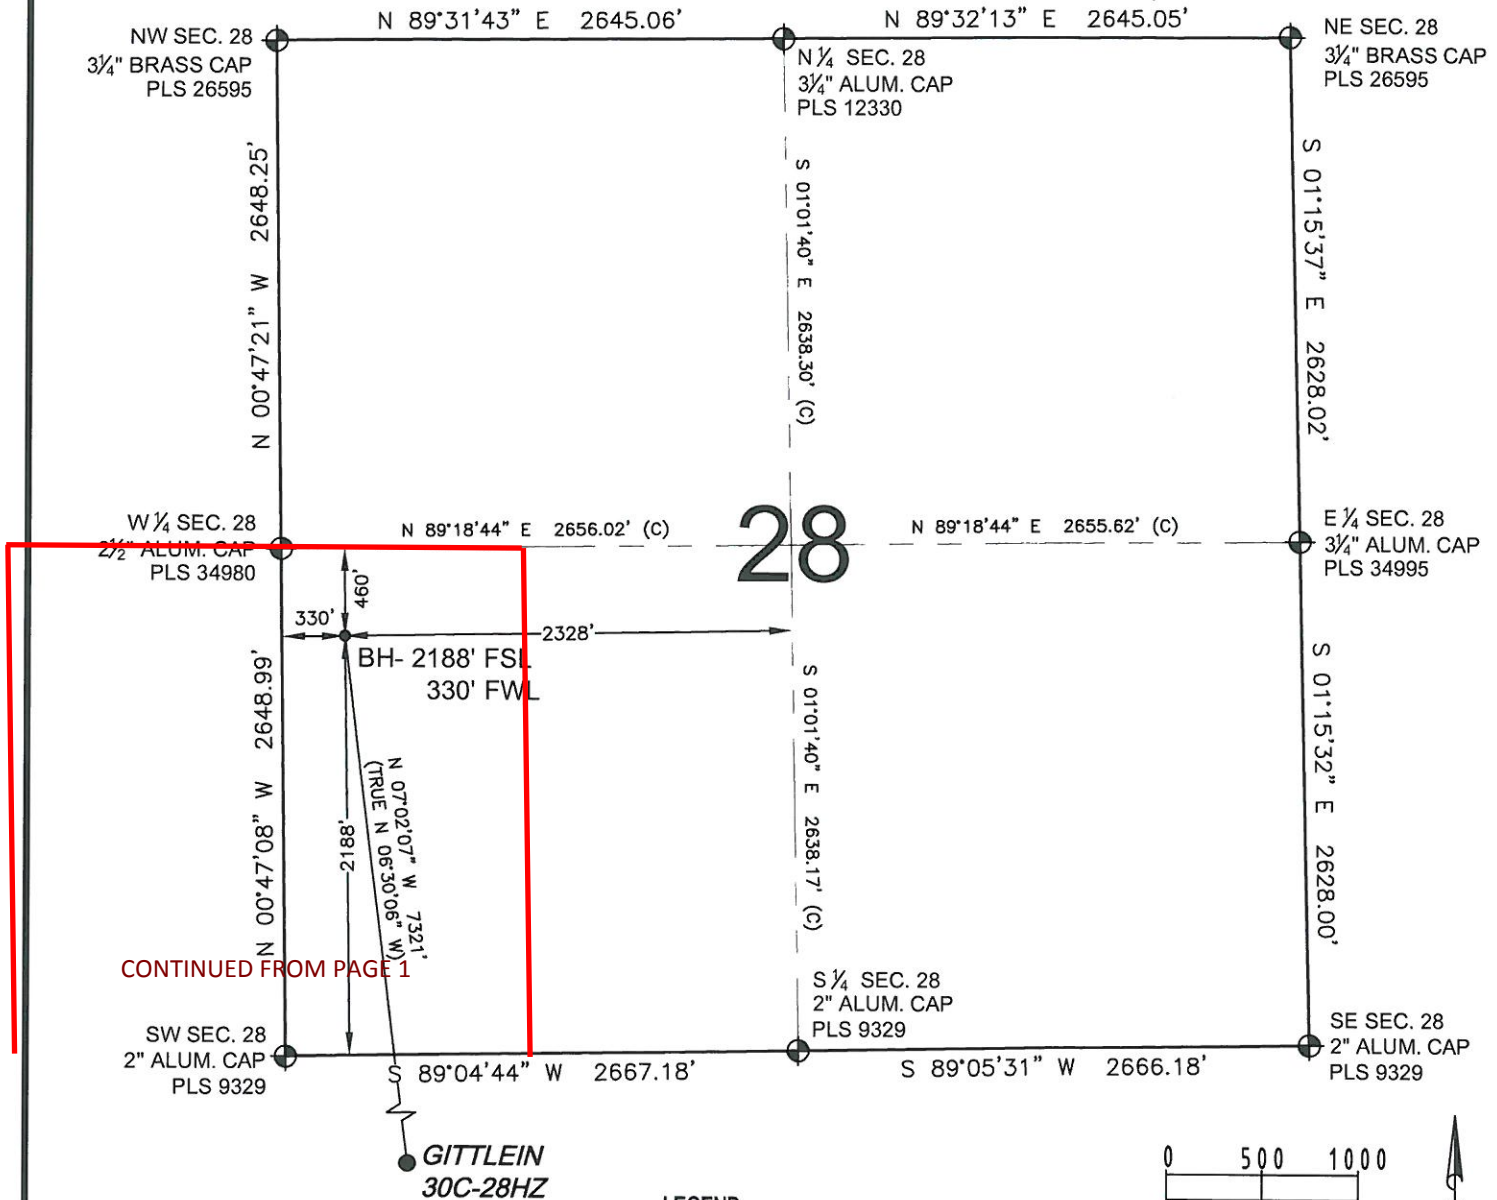 N 89°31'43" E 2645.06'
N 89°32'13" E 2645.05'
NW SEC. 28
3¼" BRASS CAP
PLS 26595
N ¼ SEC. 28
3¼" ALUM. CAP
PLS 12330
NE SEC. 28
3¼" BRASS CAP
PLS 26595
N 00°47'21" W 2648.25'
S 01°01'40" E 2638.30' (C)
S 01°15'37" E 2628.02'
W ¼ SEC. 28
2½" ALUM. CAP
PLS 34980
N 89°18'44" E 2656.02' (C)
28
N 89°18'44" E 2655.62' (C)
E ¼ SEC. 28
3¼" ALUM. CAP
PLS 34995
460'
330'
2328'
BH- 2188' FSL
330' FWL
N 00°47'08" W 2648.99'
2188'
N 07°02'07" W 7321'
(TRUE N 06°30'06" W)
S 01°01'40" E 2638.17' (C)
S 01°15'32" E 2628.00'
CONTINUED FROM PAGE 1
SW SEC. 28
2" ALUM. CAP
PLS 9329
S ¼ SEC. 28
2" ALUM. CAP
PLS 9329
SE SEC. 28
2" ALUM. CAP
PLS 9329
S 89°04'44" W 2667.18'
S 89°05'31" W 2666.18'
GITTLEIN
30C-28HZ
0 500 1000
LEGEND